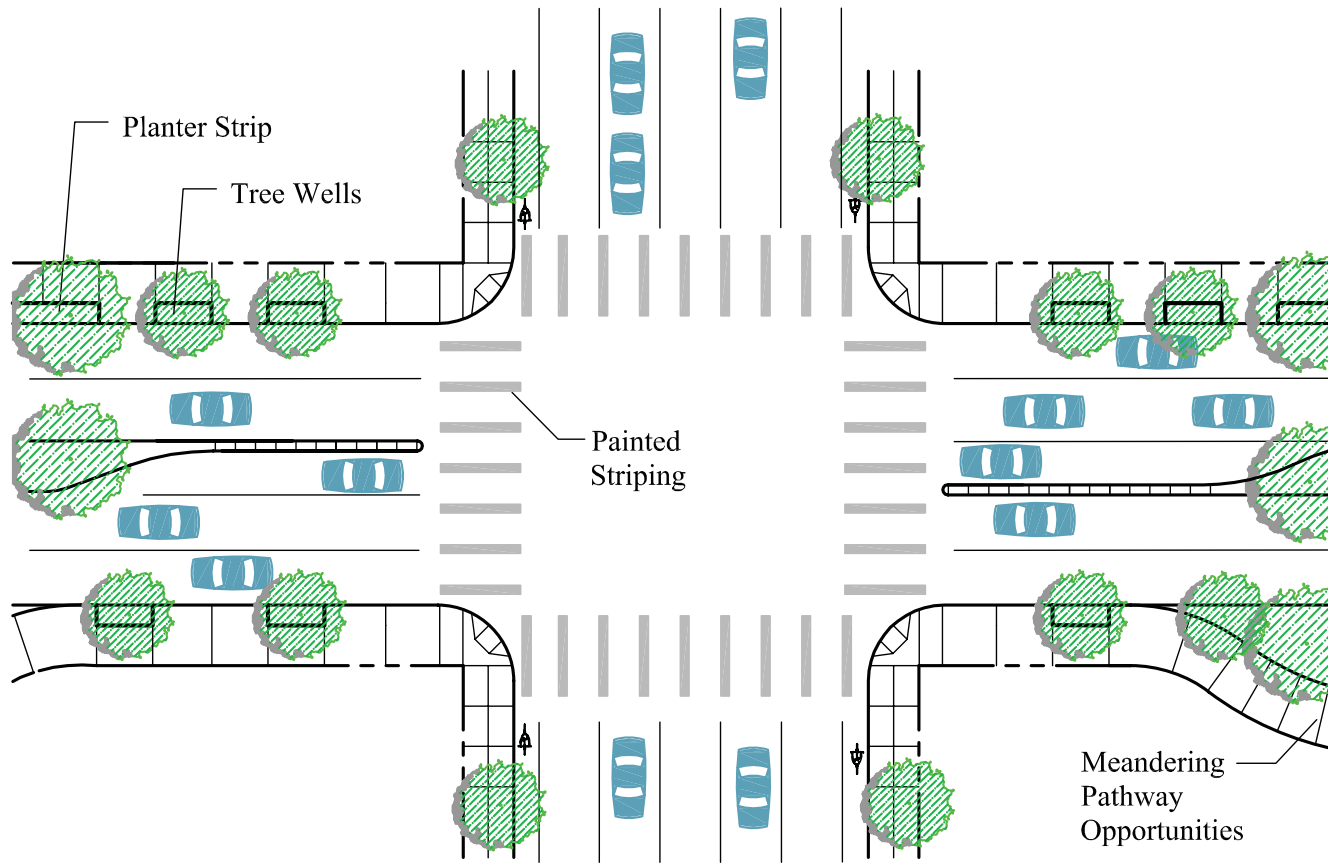 Planter Strip
Tree Wells
Painted
Striping
Meandering
Pathway
Opportunities